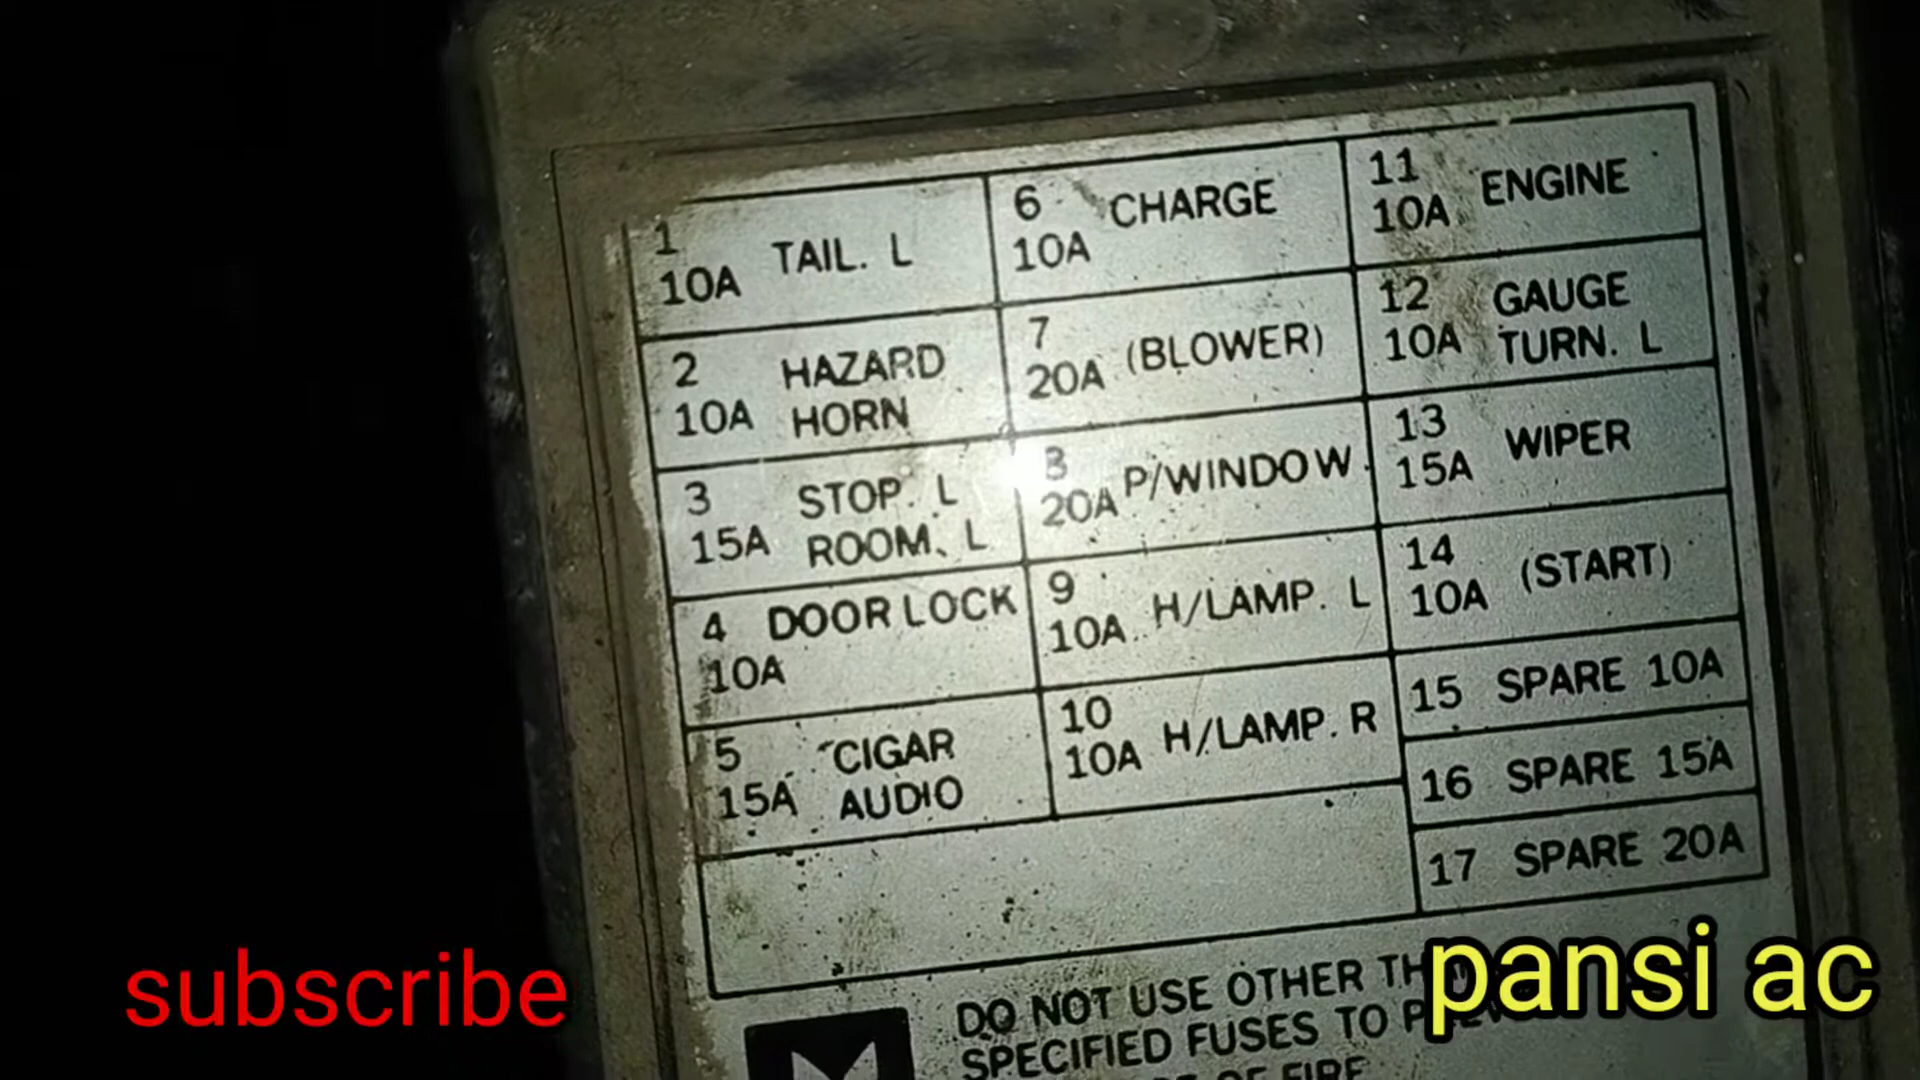 1
10A TAIL. L
2 HAZARD
10A HORN
3 STOP. L
15A ROOM. L
4 DOOR LOCK
10A
5 CIGAR
15A AUDIO
6 CHARGE
10A
7 (BLOWER)
20A
8 P/WINDOW
20A
9 H/LAMP. L
10A
10 H/LAMP. R
10A
11 ENGINE
10A
12 GAUGE
10A TURN. L
13 WIPER
15A
14 (START)
10A
15 SPARE 10A
16 SPARE 15A
17 SPARE 20A
DO NOT USE OTHER
SPECIFIED FUSES TO
OF FIRE
subscribe
pansi ac